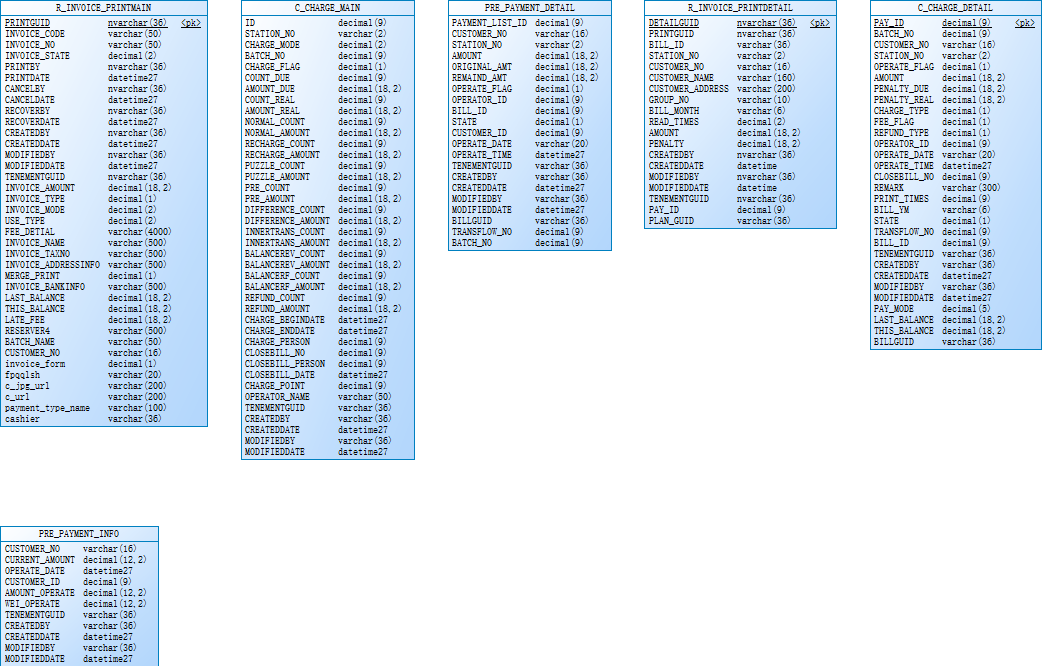 R_INVOICE_PRINTMAIN
PRINTGUID nvarchar(36) <pk>
INVOICE_CODE varchar(50)
INVOICE_NO varchar(50)
INVOICE_STATE decimal(2)
PRINTBY nvarchar(36)
PRINTDATE datetime27
CANCELBY nvarchar(36)
CANCELDATE datetime27
RECOVERBY nvarchar(36)
RECOVERDATE datetime27
CREATEDBY nvarchar(36)
CREATEDDATE datetime27
MODIFIEDBY nvarchar(36)
MODIFIEDDATE datetime27
TENEMENTGUID nvarchar(36)
INVOICE_AMOUNT decimal(18,2)
INVOICE_TYPE decimal(1)
INVOICE_MODE decimal(2)
USE_TYPE decimal(2)
FEE_DETIAL varchar(4000)
INVOICE_NAME varchar(500)
INVOICE_TAXNO varchar(500)
INVOICE_ADDRESSINFO varchar(500)
MERGE_PRINT decimal(1)
INVOICE_BANKINFO varchar(500)
LAST_BALANCE decimal(18,2)
THIS_BALANCE decimal(18,2)
LATE_FEE decimal(18,2)
RESERVER4 varchar(500)
BATCH_NAME varchar(50)
CUSTOMER_NO varchar(16)
invoice_form decimal(1)
fpqqlsh varchar(20)
c_jpg_url varchar(200)
c_url varchar(200)
payment_type_name varchar(100)
cashier varchar(36)
C_CHARGE_MAIN
ID decimal(9)
STATION_NO varchar(2)
CHARGE_MODE decimal(2)
BATCH_NO decimal(9)
CHARGE_FLAG decimal(1)
COUNT_DUE decimal(9)
AMOUNT_DUE decimal(18,2)
COUNT_REAL decimal(9)
AMOUNT_REAL decimal(18,2)
NORMAL_COUNT decimal(9)
NORMAL_AMOUNT decimal(18,2)
RECHARGE_COUNT decimal(9)
RECHARGE_AMOUNT decimal(18,2)
PUZZLE_COUNT decimal(9)
PUZZLE_AMOUNT decimal(18,2)
PRE_COUNT decimal(9)
PRE_AMOUNT decimal(18,2)
DIFFERENCE_COUNT decimal(9)
DIFFERENCE_AMOUNT decimal(18,2)
INNERTRANS_COUNT decimal(9)
INNERTRANS_AMOUNT decimal(18,2)
BALANCEREV_COUNT decimal(9)
BALANCEREV_AMOUNT decimal(18,2)
BALANCERF_COUNT decimal(9)
BALANCERF_AMOUNT decimal(18,2)
REFUND_COUNT decimal(9)
REFUND_AMOUNT decimal(18,2)
CHARGE_BEGINDATE datetime27
CHARGE_ENDDATE datetime27
CHARGE_PERSON decimal(9)
CLOSEBILL_NO decimal(9)
CLOSEBILL_PERSON decimal(9)
CLOSEBILL_DATE datetime27
CHARGE_POINT decimal(9)
OPERATOR_NAME varchar(50)
TENEMENTGUID varchar(36)
CREATEDBY varchar(36)
CREATEDDATE datetime27
MODIFIEDBY varchar(36)
MODIFIEDDATE datetime27
PRE_PAYMENT_DETAIL
PAYMENT_LIST_ID decimal(9)
CUSTOMER_NO varchar(16)
STATION_NO varchar(2)
AMOUNT decimal(18,2)
ORIGINAL_AMT decimal(18,2)
REMAIND_AMT decimal(18,2)
OPERATE_FLAG decimal(1)
OPERATOR_ID decimal(9)
BILL_ID decimal(9)
STATE decimal(1)
CUSTOMER_ID decimal(9)
OPERATE_DATE varchar(20)
OPERATE_TIME datetime27
TENEMENTGUID varchar(36)
CREATEDBY varchar(36)
CREATEDDATE datetime27
MODIFIEDBY varchar(36)
MODIFIEDDATE datetime27
BILLGUID varchar(36)
TRANSFLOW_NO decimal(9)
BATCH_NO decimal(9)
R_INVOICE_PRINTDETAIL
DETAILGUID nvarchar(36) <pk>
PRINTGUID nvarchar(36)
BILL_ID varchar(36)
STATION_NO varchar(2)
CUSTOMER_NO varchar(16)
CUSTOMER_NAME varchar(160)
CUSTOMER_ADDRESS varchar(200)
GROUP_NO varchar(10)
BILL_MONTH varchar(6)
READ_TIMES decimal(2)
AMOUNT decimal(18,2)
PENALTY decimal(18,2)
CREATEDBY nvarchar(36)
CREATEDDATE datetime
MODIFIEDBY nvarchar(36)
MODIFIEDDATE datetime
TENEMENTGUID nvarchar(36)
PAY_ID decimal(9)
PLAN_GUID varchar(36)
C_CHARGE_DETAIL
PAY_ID decimal(9) <pk>
BATCH_NO decimal(9)
CUSTOMER_NO varchar(16)
STATION_NO varchar(2)
OPERATE_FLAG decimal(1)
AMOUNT decimal(18,2)
PENALTY_DUE decimal(18,2)
PENALTY_REAL decimal(18,2)
CHARGE_TYPE decimal(1)
FEE_FLAG decimal(1)
REFUND_TYPE decimal(1)
OPERATOR_ID decimal(9)
OPERATE_DATE varchar(20)
OPERATE_TIME datetime27
CLOSEBILL_NO decimal(9)
REMARK varchar(300)
PRINT_TIMES decimal(9)
BILL_YM varchar(6)
STATE decimal(1)
TRANSFLOW_NO decimal(9)
BILL_ID decimal(9)
TENEMENTGUID varchar(36)
CREATEDBY varchar(36)
CREATEDDATE datetime27
MODIFIEDBY varchar(36)
MODIFIEDDATE datetime27
PAY_MODE decimal(5)
LAST_BALANCE decimal(18,2)
THIS_BALANCE decimal(18,2)
BILLGUID varchar(36)
PRE_PAYMENT_INFO
CUSTOMER_NO varchar(16)
CURRENT_AMOUNT decimal(12,2)
OPERATE_DATE datetime27
CUSTOMER_ID decimal(9)
AMOUNT_OPERATE decimal(12,2)
WEI_OPERATE decimal(12,2)
TENEMENTGUID varchar(36)
CREATEDBY varchar(36)
CREATEDDATE datetime27
MODIFIEDBY varchar(36)
MODIFIEDDATE datetime27